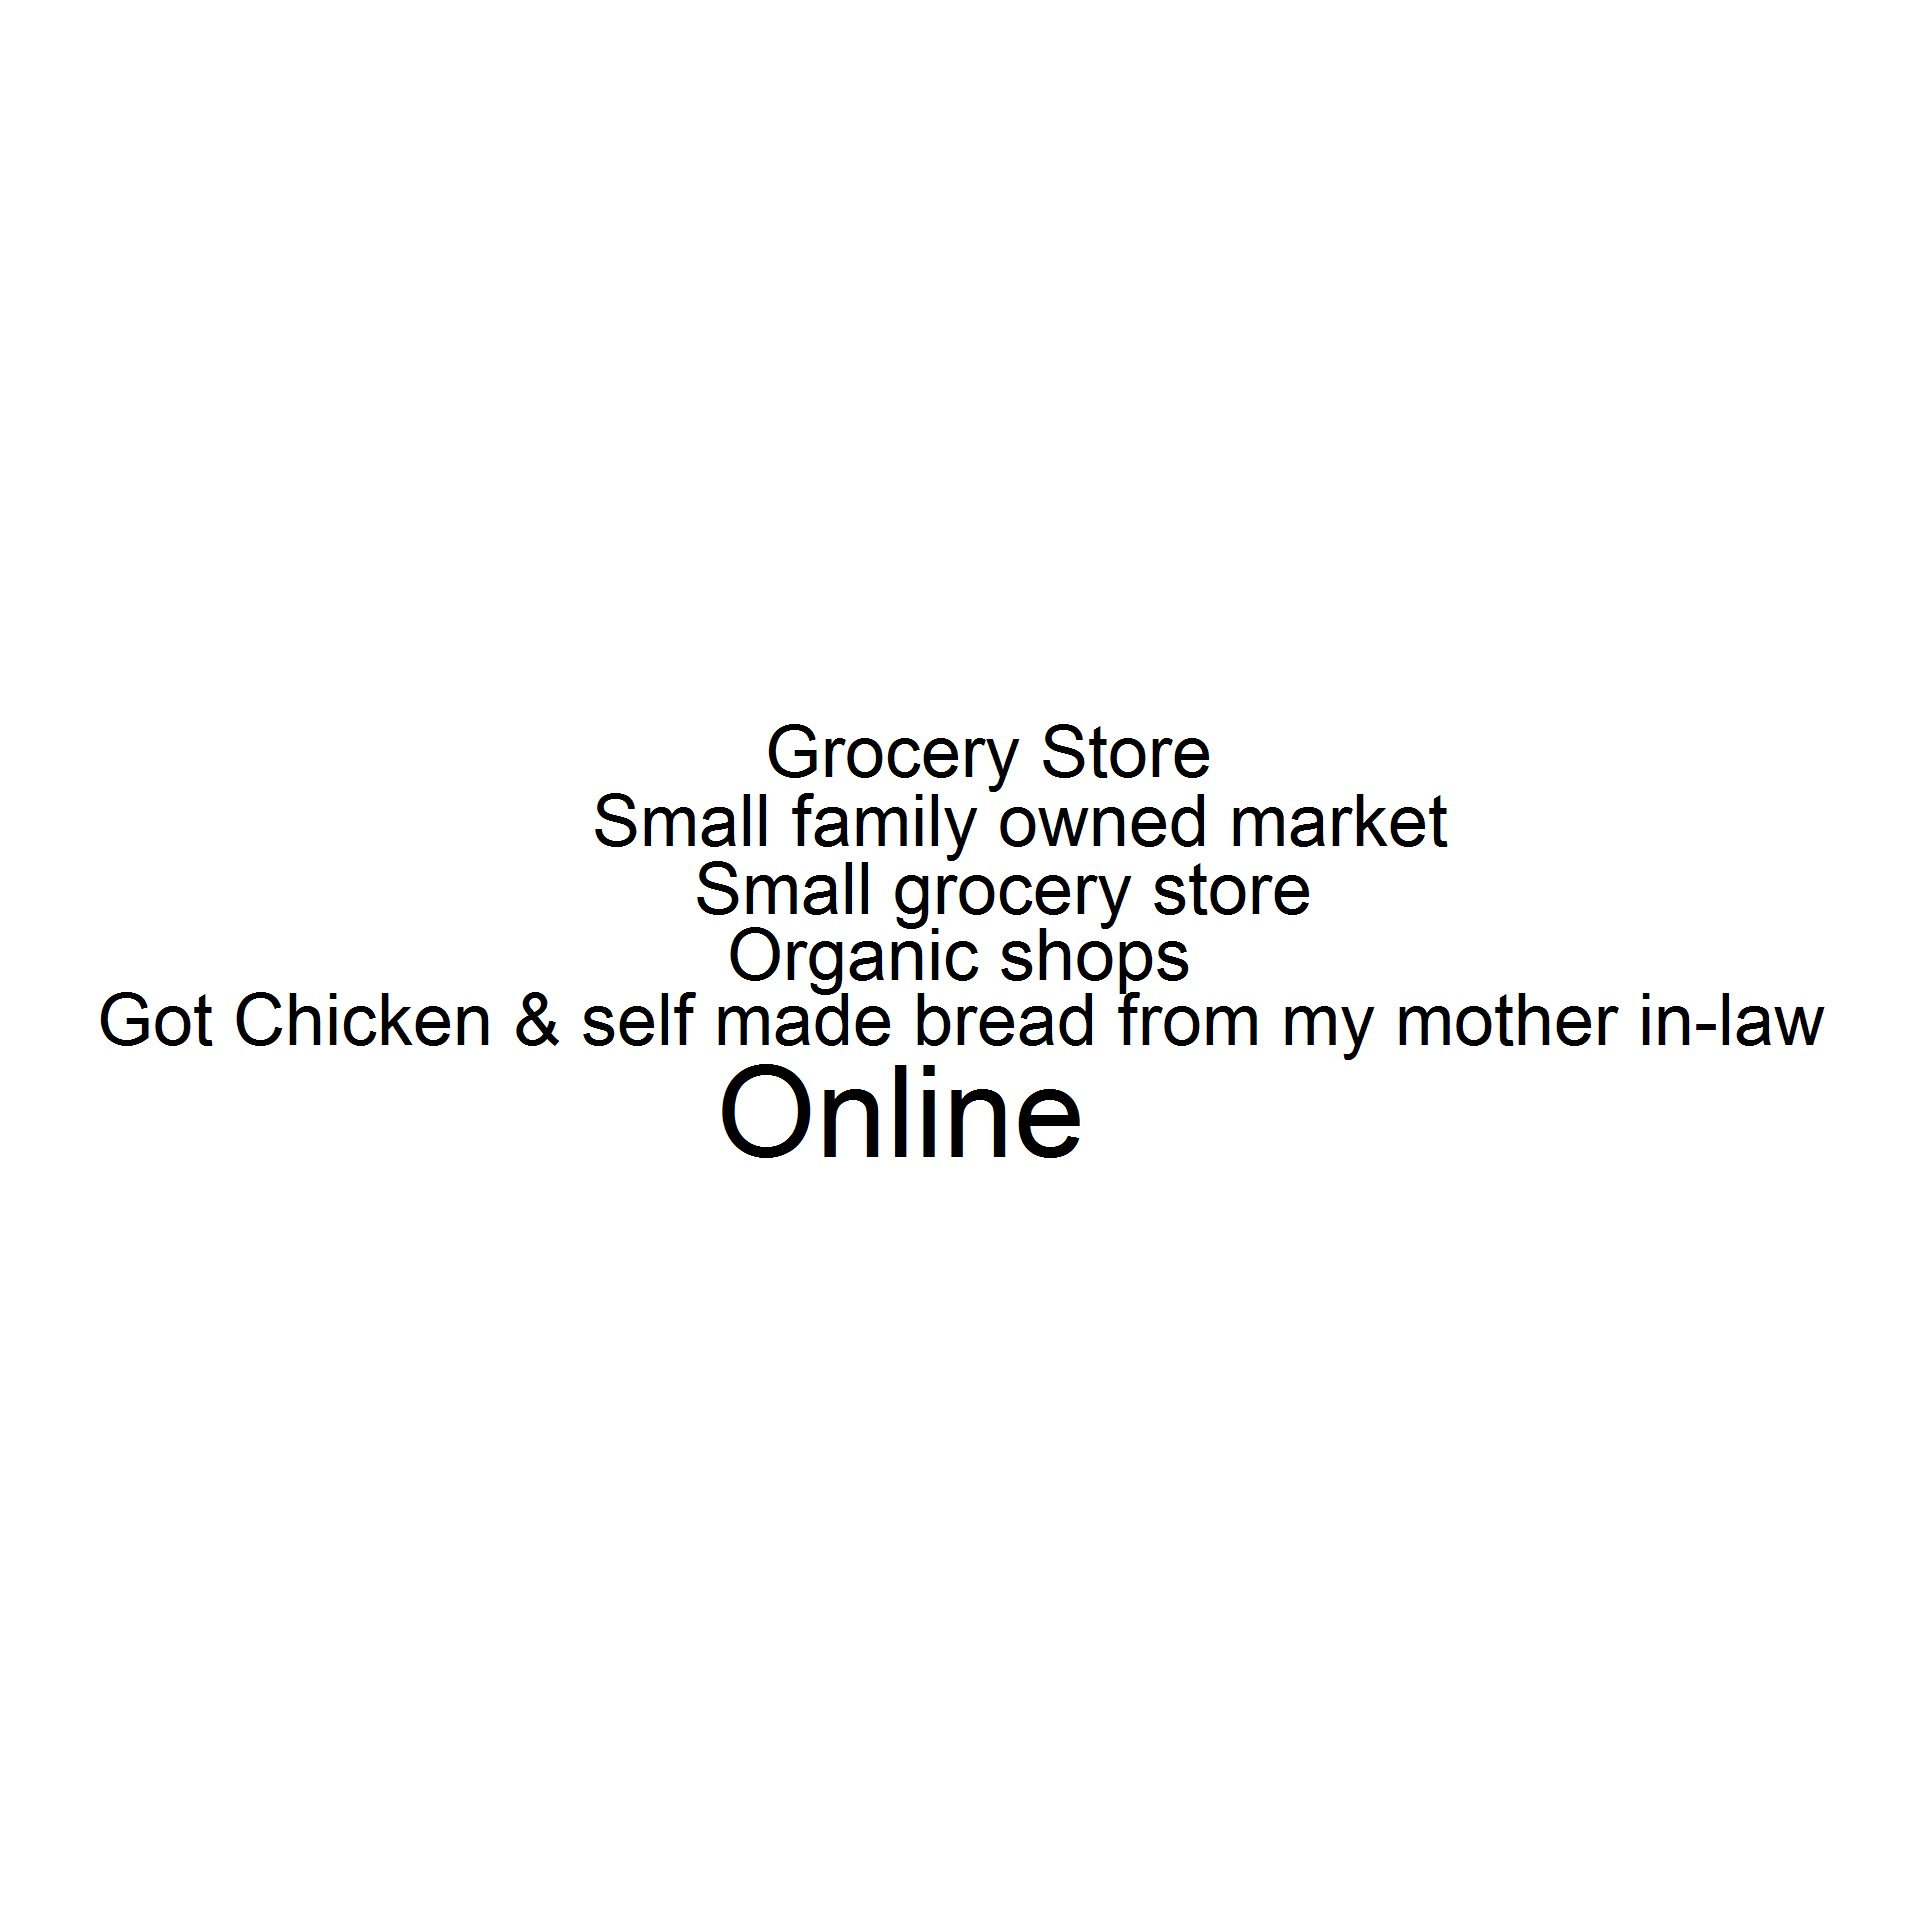 Grocery Store
Small family owned market
Small grocery store
Organic shops
Got Chicken & self made bread from my mother in-law
Online